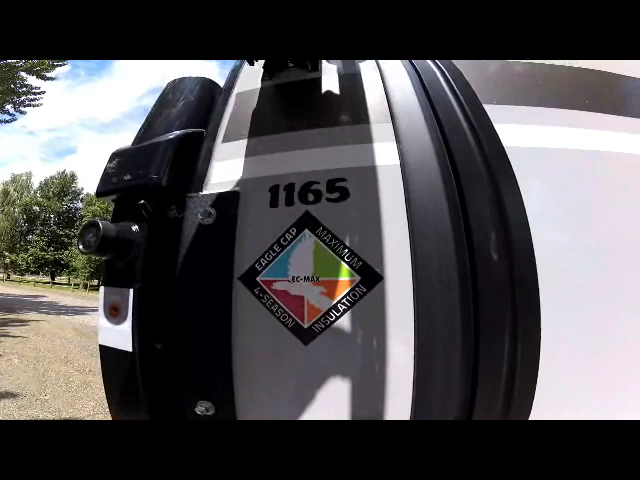 1165
EAGLE CAP
MAXIMUM
EC-MAX
4-SEASON
INSULATION